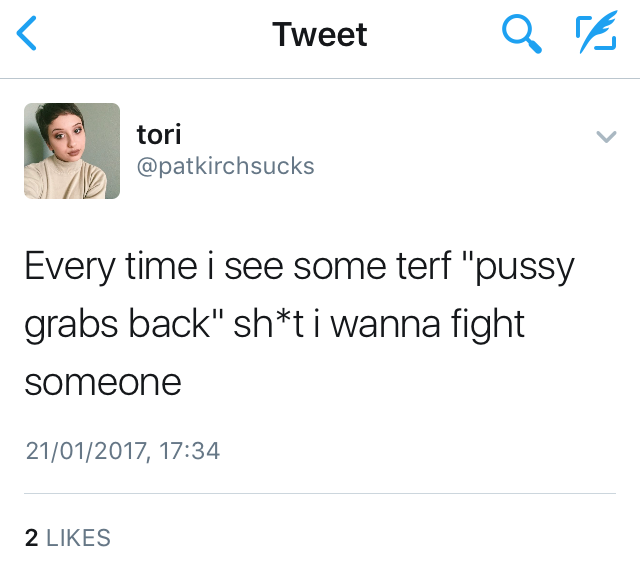 Tweet
tori
@patkirchsucks
Every time i see some terf "pussy
grabs back" sh*t i wanna fight
someone
21/01/2017, 17:34
2 LIKES